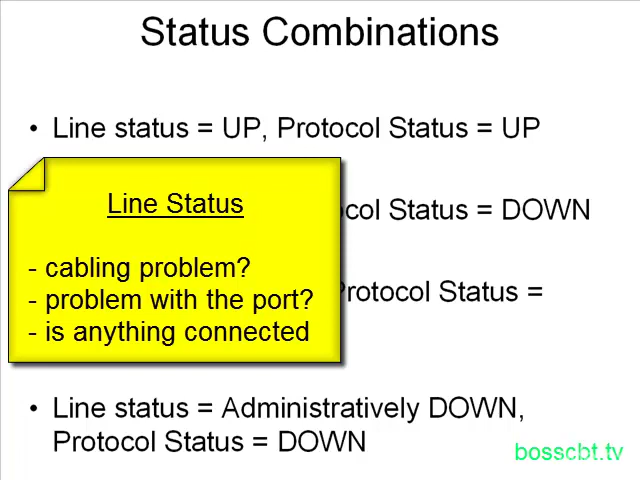 Status Combinations
• Line status = UP, Protocol Status = UP
ocol Status = DOWN
Protocol Status =
Line Status
- cabling problem?
- problem with the port?
- is anything connected
• Line status = Administratively DOWN,
Protocol Status = DOWN
bosscbt.tv